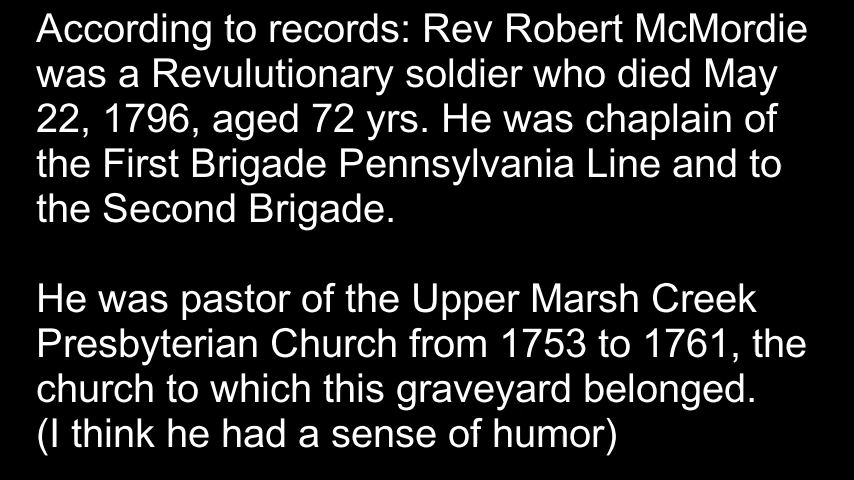 According to records: Rev Robert McMordie
was a Revulutionary soldier who died May
22, 1796, aged 72 yrs. He was chaplain of
the First Brigade Pennsylvania Line and to
the Second Brigade.
He was pastor of the Upper Marsh Creek
Presbyterian Church from 1753 to 1761, the
church to which this graveyard belonged.
(I think he had a sense of humor)